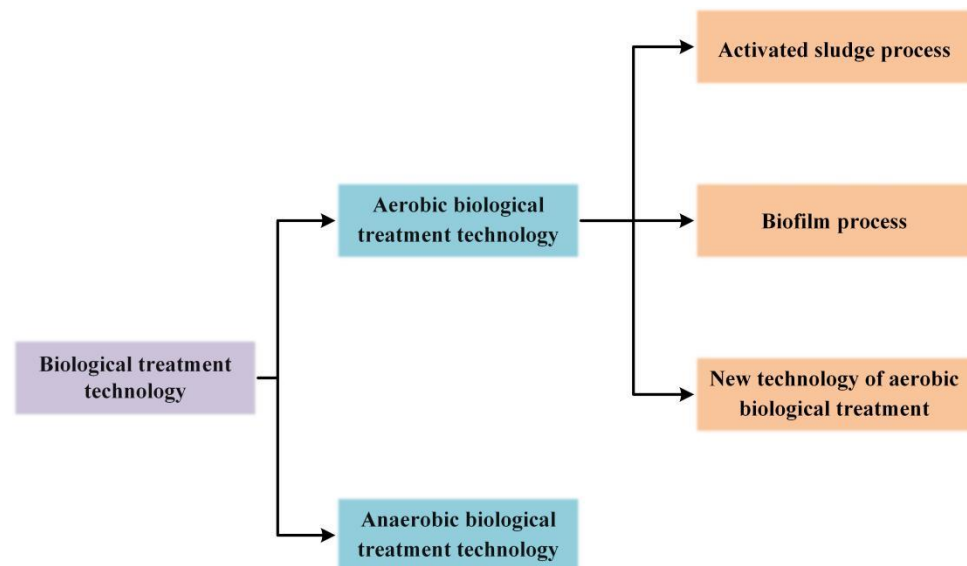 Activated sludge process
Aerobic biological
treatment technology
Biofilm process
Biological treatment
technology
New technology of aerobic
biological treatment
Anaerobic biological
treatment technology